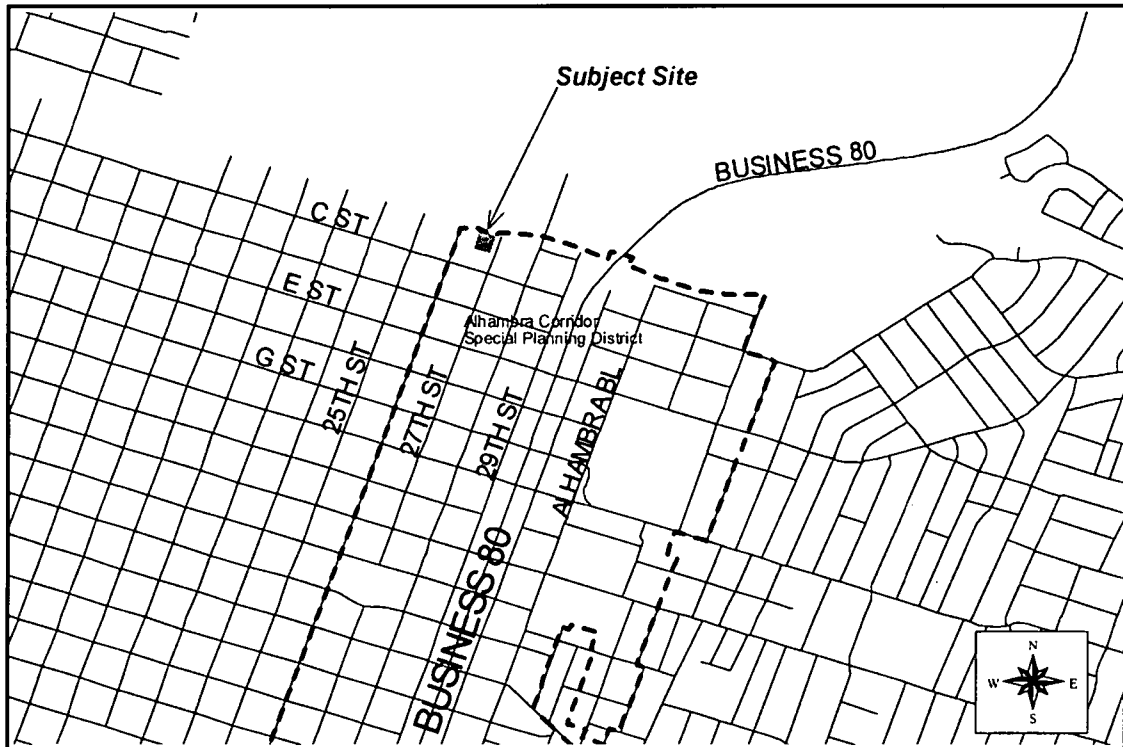 Subject Site
BUSINESS 80
C ST
E ST
G ST
Alhambra Corridor
Special Planning District
25TH ST
27TH ST
29TH ST
ALHAMBRA BL
BUSINESS 80
N
W
E
S